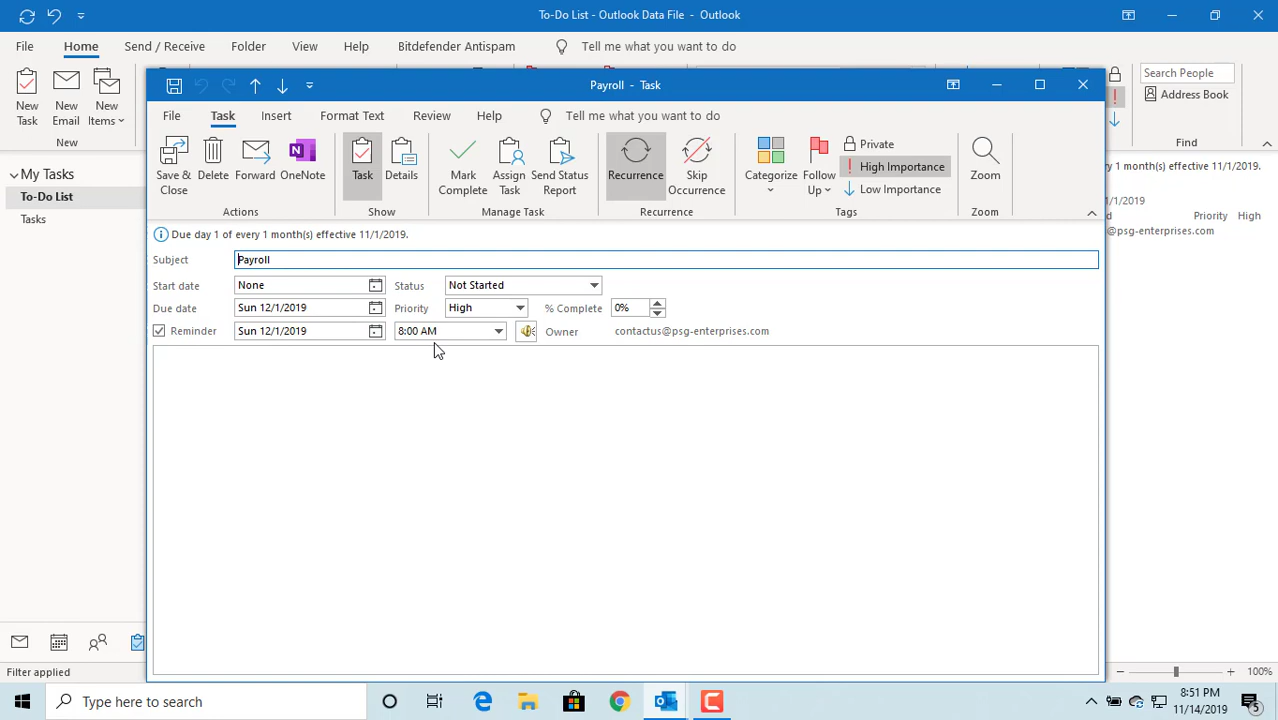 To-Do List - Outlook Data File - Outlook
File Home Send / Receive Folder View Help Bitdefender Antispam Tell me what you want to do
New Task
New Email
New Items
New
Search People
Address Book
Find
My Tasks
To-Do List
Tasks
Payroll - Task
File Task Insert Format Text Review Help Tell me what you want to do
Save & Close
Delete
Forward
OneNote
Actions
Task
Details
Show
Mark Complete
Assign Task
Send Status Report
Manage Task
Recurrence
Skip Occurrence
Recurrence
Categorize
Follow Up
Private
High Importance
Low Importance
Tags
Zoom
Zoom
Due day 1 of every 1 month(s) effective 11/1/2019.
Subject Payroll
Start date None Status Not Started
Due date Sun 12/1/2019 Priority High % Complete 0%
Reminder Sun 12/1/2019 8:00 AM Owner contactus@psg-enterprises.com
y 1 month(s) effective 11/1/2019.
/1/2019
d Priority High
@psg-enterprises.com
Filter applied
100%
Type here to search
8:51 PM
11/14/2019
5